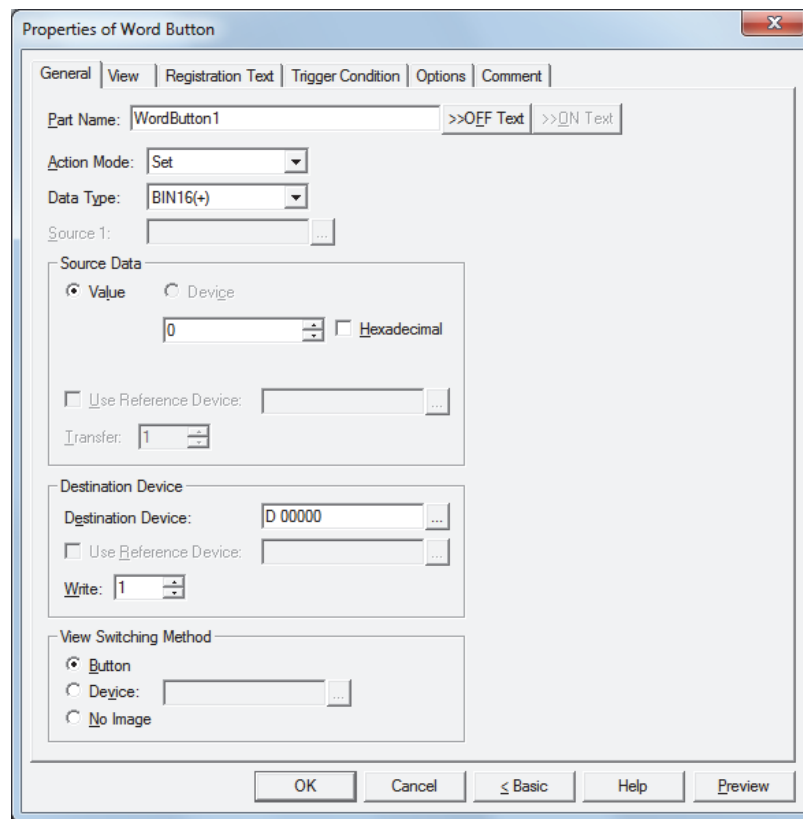 Properties of Word Button
General View Registration Text Trigger Condition Options Comment
Part Name: WordButton1 >>OFF Text >>ON Text
Action Mode: Set
Data Type: BIN16(+)
Source 1: ...
Source Data
Value Device
0 Hexadecimal
Use Reference Device: ...
Transfer: 1
Destination Device
Destination Device: D 00000 ...
Use Reference Device: ...
Write: 1
View Switching Method
Button
Device: ...
No Image
OK Cancel < Basic Help Preview